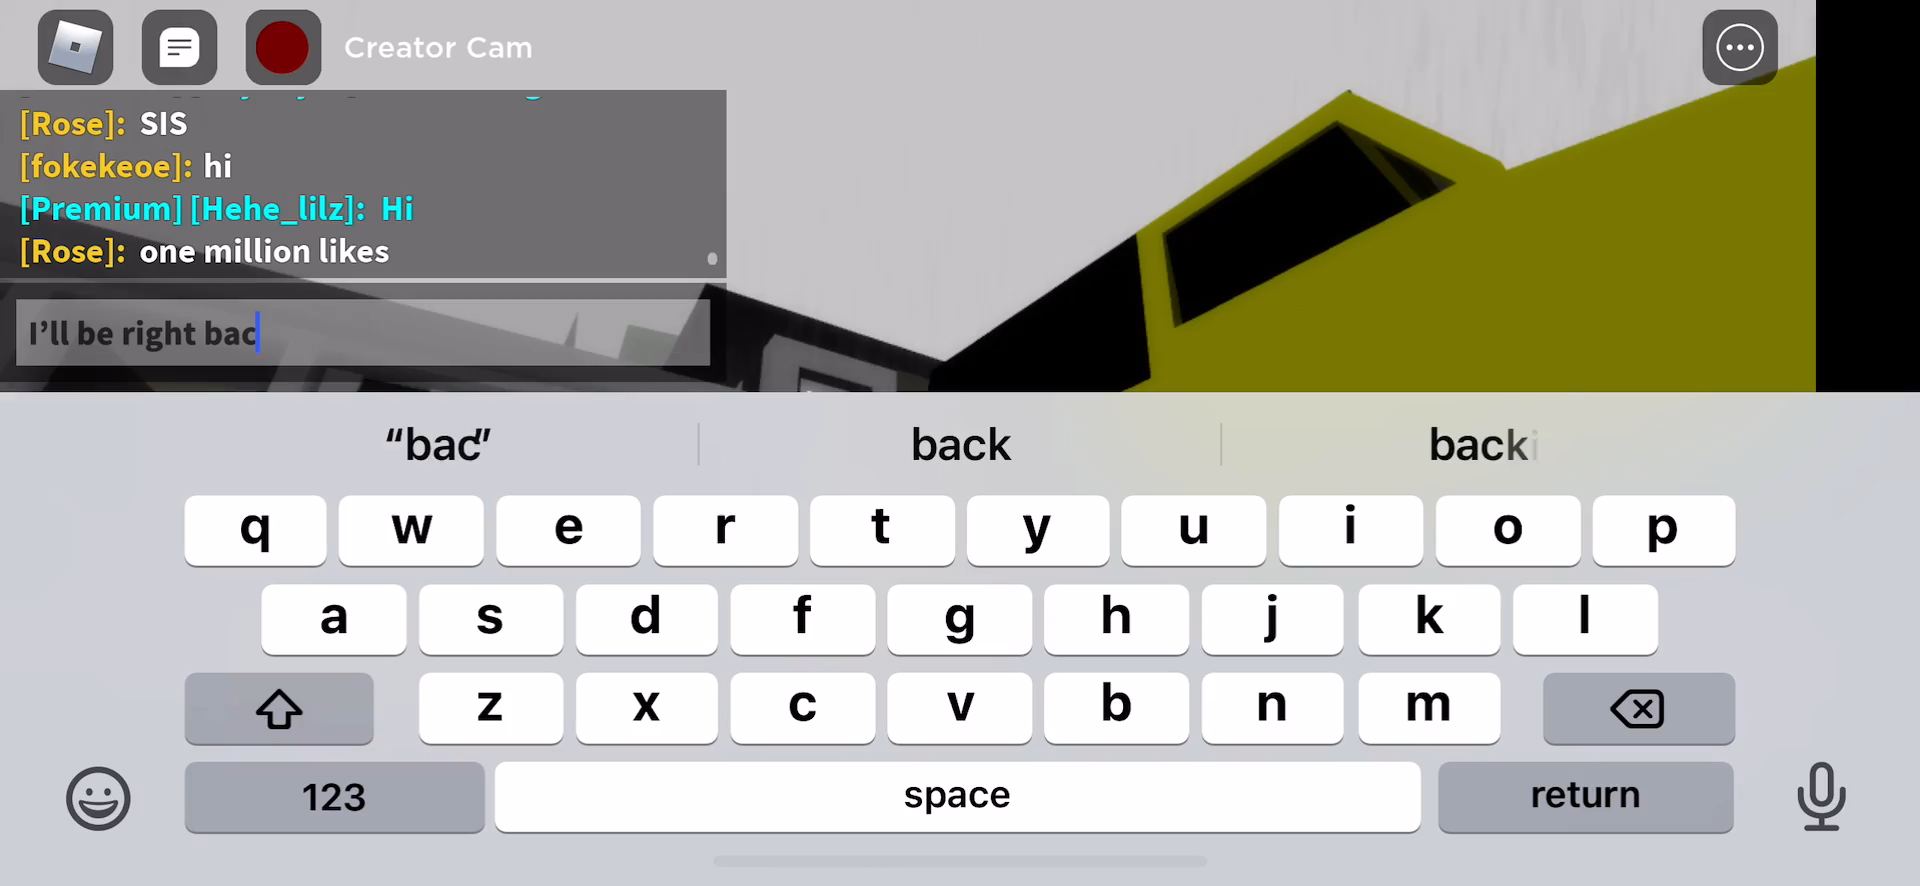 Creator Cam
[Rose]: SIS
[fokekeoe]: hi
[Premium] [Hehe_lilz]: Hi
[Rose]: one million likes
I’ll be right bac
“bac” back backi
q w e r t y u i o p
a s d f g h j k l
z x c v b n m
123 space return